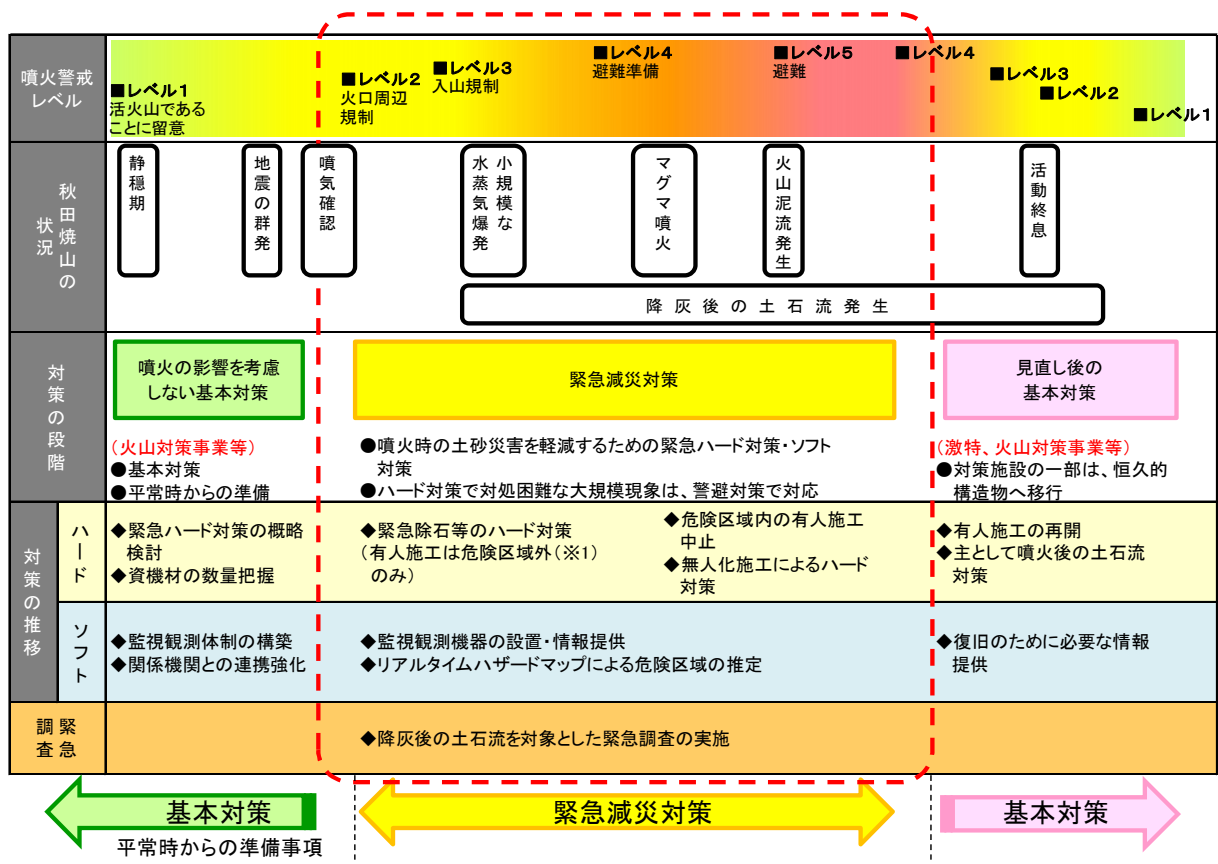 噴火警戒
レベル
■レベル1
活火山である
ことに留意
■レベル2
火口周辺
規制
■レベル3
入山規制
■レベル4
避難準備
■レベル5
避難
■レベル4
■レベル3
■レベル2
■レベル1
秋田焼山の
状況
静穏期
地震の群発
噴気確認
小規模な
水蒸気爆発
マグマ噴火
火山泥流発生
活動終息
降灰後の土石流発生
対策の段階
噴火の影響を考慮
しない基本対策
緊急減災対策
見直し後の
基本対策
(火山対策事業等)
●基本対策
●平常時からの準備
●噴火時の土砂災害を軽減するための緊急ハード対策・ソフト
対策
●ハード対策で対処困難な大規模現象は、警避対策で対応
(激特、火山対策事業等)
●対策施設の一部は、恒久的
構造物へ移行
対策の推移
ハード
◆緊急ハード対策の概略
検討
◆資機材の数量把握
◆緊急除石等のハード対策
(有人施工は危険区域外(※1)
のみ)
◆危険区域内の有人施工
中止
◆無人化施工によるハード
対策
◆有人施工の再開
◆主として噴火後の土石流
対策
ソフト
◆監視観測体制の構築
◆関係機関との連携強化
◆監視観測機器の設置・情報提供
◆リアルタイムハザードマップによる危険区域の推定
◆復旧のために必要な情報
提供
緊急
調査
◆降灰後の土石流を対象とした緊急調査の実施
基本対策
緊急減災対策
基本対策
平常時からの準備事項